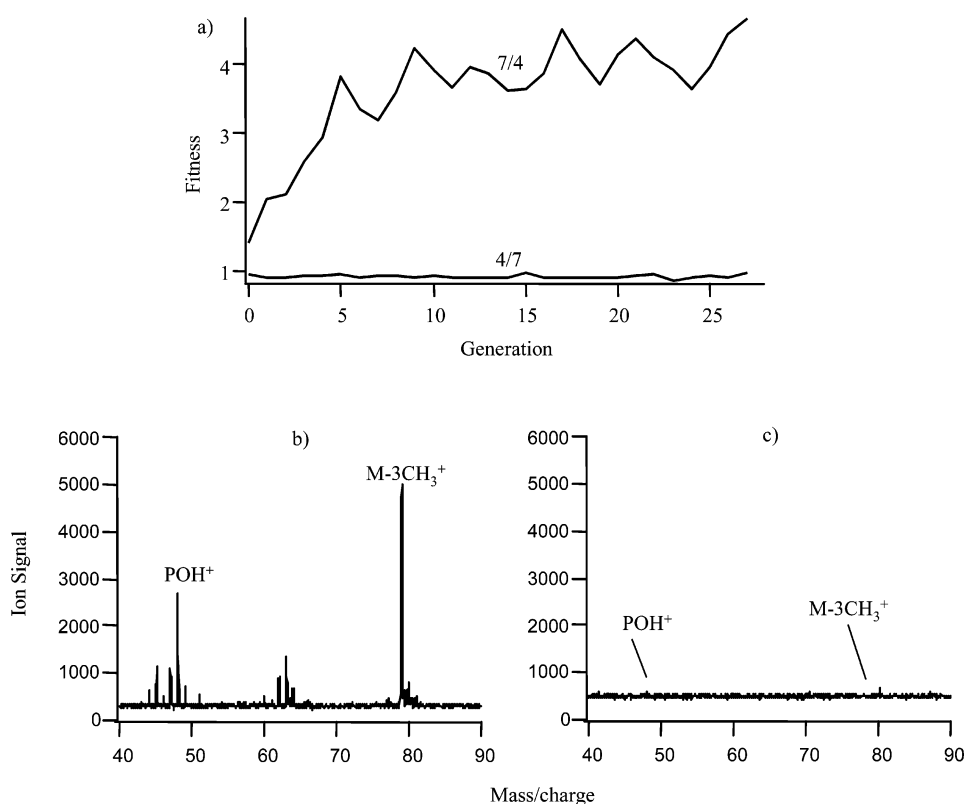 a)
4
3
2
1
Fitness
7/4
4/7
0 5 10 15 20 25
Generation
b)
6000
5000
4000
3000
2000
1000
0
Ion Signal
POH⁺
M-3CH₃⁺
40 50 60 70 80 90
c)
6000
5000
4000
3000
2000
1000
0
POH⁺
M-3CH₃⁺
40 50 60 70 80 90
Mass/charge